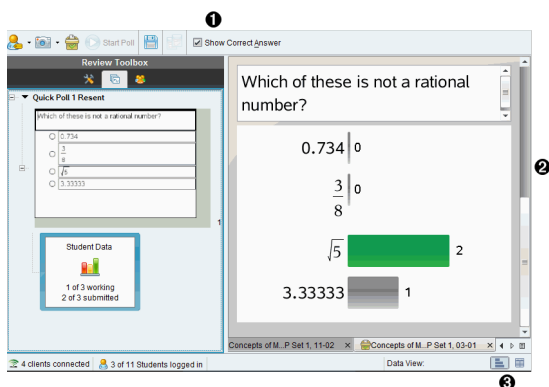 ❶
Start Poll Show Correct Answer
Review Toolbox
Quick Poll 1 Resent
Which of these is not a rational number?
0.734
3
8
√5
3.33333
1
Student Data
1 of 3 working
2 of 3 submitted
Which of these is not a rational
number?
❷
0.734 0
3
8
0
√5 2
3.33333 1
Concepts of M...P Set 1, 11-02 Concepts of M...P Set 1, 03-01
4 clients connected 3 of 11 Students logged in Data View:
❸